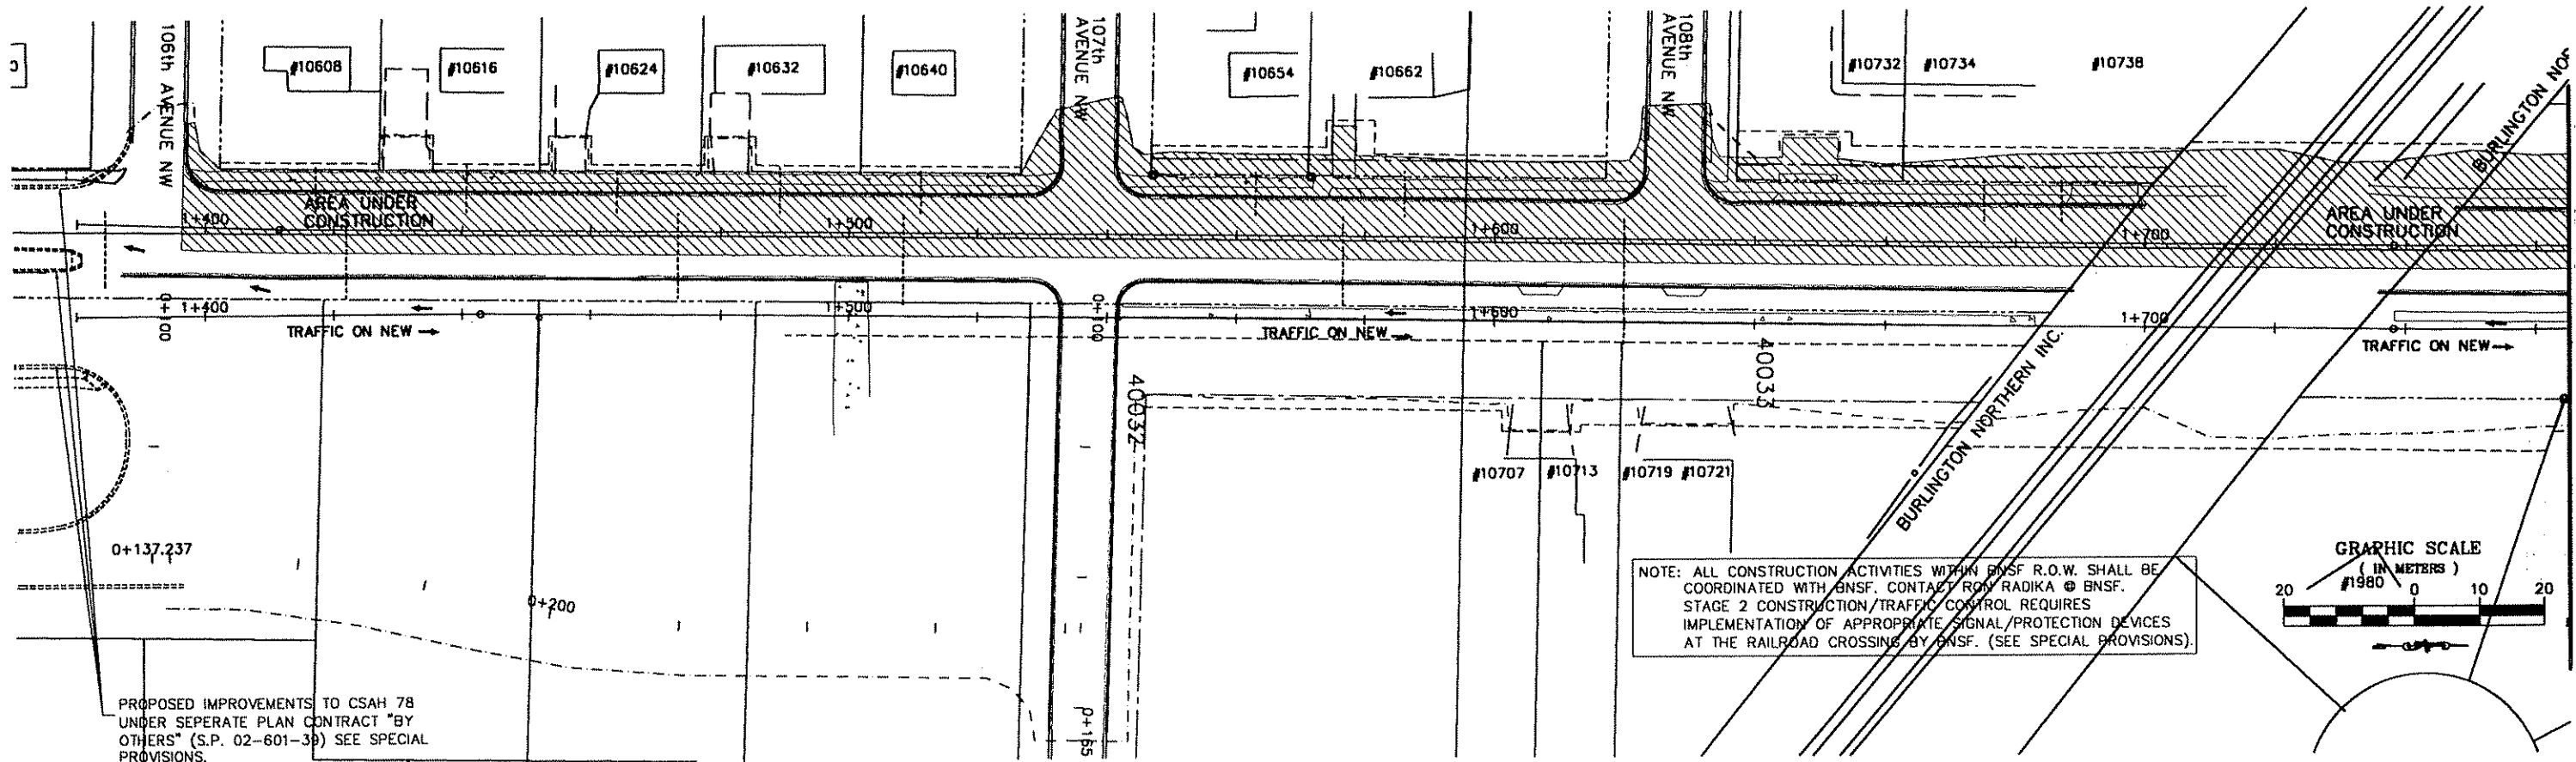 106th AVENUE NW
#10608
#10616
#10624
#10632
#10640
107th
AVENUE NW
#10654
#10662
108th
AVENUE NW
#10732
#10734
#10738
AREA UNDER
CONSTRUCTION
1+400
1+500
1+600
1+700
AREA UNDER
CONSTRUCTION
0+100
1+400
1+500
0+100
1+600
1+700
TRAFFIC ON NEW
TRAFFIC ON NEW
TRAFFIC ON NEW
40032
40033
BURLINGTON NORTHERN INC.
BURLINGTON NOR
#10707
#10713
#10719
#10721
0+137.237
0+200
0+165
NOTE: ALL CONSTRUCTION ACTIVITIES WITHIN BNSF R.O.W. SHALL BE
COORDINATED WITH BNSF. CONTACT RON RADIKA @ BNSF.
STAGE 2 CONSTRUCTION/TRAFFIC CONTROL REQUIRES
IMPLEMENTATION OF APPROPRIATE SIGNAL/PROTECTION DEVICES
AT THE RAILROAD CROSSING BY BNSF. (SEE SPECIAL PROVISIONS).
GRAPHIC SCALE
( IN METERS )
#1980
20 0 10 20
PROPOSED IMPROVEMENTS TO CSAH 78
UNDER SEPERATE PLAN CONTRACT "BY
OTHERS" (S.P. 02-601-39) SEE SPECIAL
PROVISIONS.